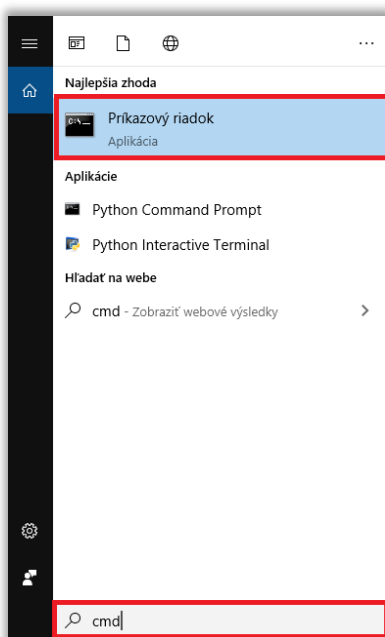 Najlepšia zhoda
C:\_
Príkazový riadok
Aplikácia
Aplikácie
Python Command Prompt
Python Interactive Terminal
Hľadať na webe
cmd - Zobraziť webové výsledky
cmd